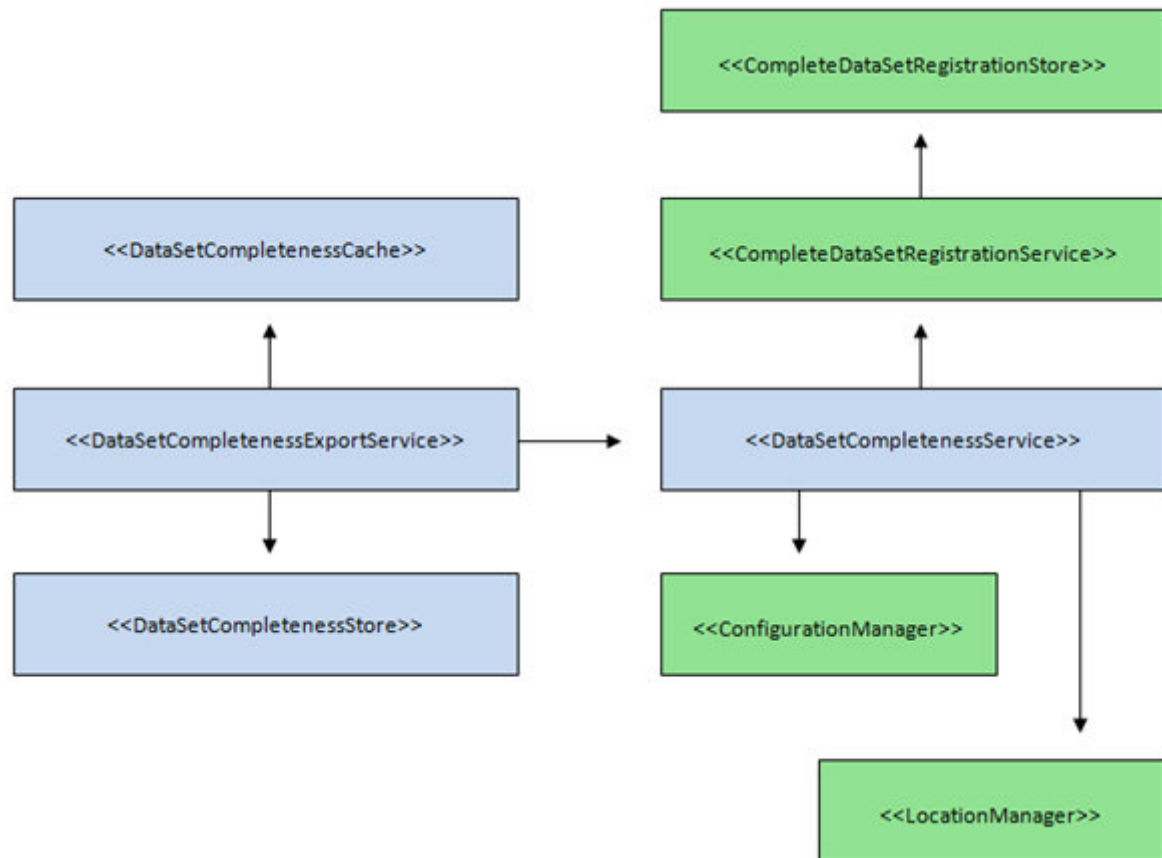 <<CompleteDataSetRegistrationStore>>
<<DataSetCompletenessCache>>
<<CompleteDataSetRegistrationService>>
<<DataSetCompletenessExportService>>
<<DataSetCompletenessService>>
<<DataSetCompletenessStore>>
<<ConfigurationManager>>
<<LocationManager>>